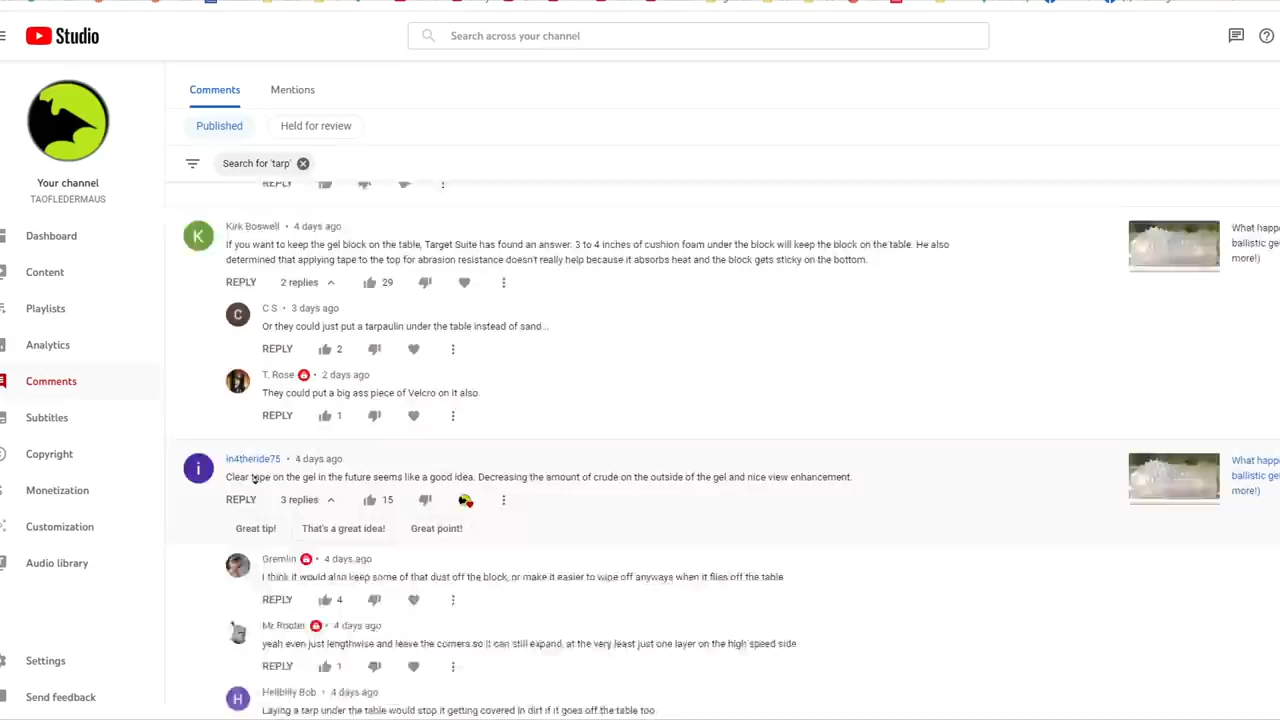 Studio
Search across your channel
Comments
Mentions
Published
Held for review
Search for 'tarp'
Your channel
TAOFLEDERMAUS
Dashboard
Content
Playlists
Analytics
Comments
Subtitles
Copyright
Monetization
Customization
Audio library
Settings
Send feedback
REPLY
K
Kirk Boswell • 4 days ago
If you want to keep the gel block on the table, Target Suite has found an answer. 3 to 4 inches of cushion foam under the block will keep the block on the table. He also
determined that applying tape to the top for abrasion resistance doesn't really help because it absorbs heat and the block gets sticky on the bottom.
REPLY 2 replies 29
What happe
ballistic ge
more!)
C
C S • 3 days ago
Or they could just put a tarpaulin under the table instead of sand...
REPLY 2
T. Rose • 2 days ago
They could put a big ass piece of Velcro on it also.
REPLY 1
i
in4theride75 • 4 days ago
Clear tape on the gel in the future seems like a good idea. Decreasing the amount of crude on the outside of the gel and nice view enhancement.
REPLY 3 replies 15
Great tip! That's a great idea! Great point!
What happe
ballistic ge
more!)
Gremlin • 4 days ago
I think it would also keep some of that dust off the block, or make it easier to wipe off anyways when it flies off the table
REPLY 4
Mr Rooter • 4 days ago
yeah even just lengthwise and leave the corners so it can still expand, at the very least just one layer on the high speed side
REPLY 1
H
Hellbilly Bob • 4 days ago
Laying a tarp under the table would stop it getting covered in dirt if it goes off the table too.